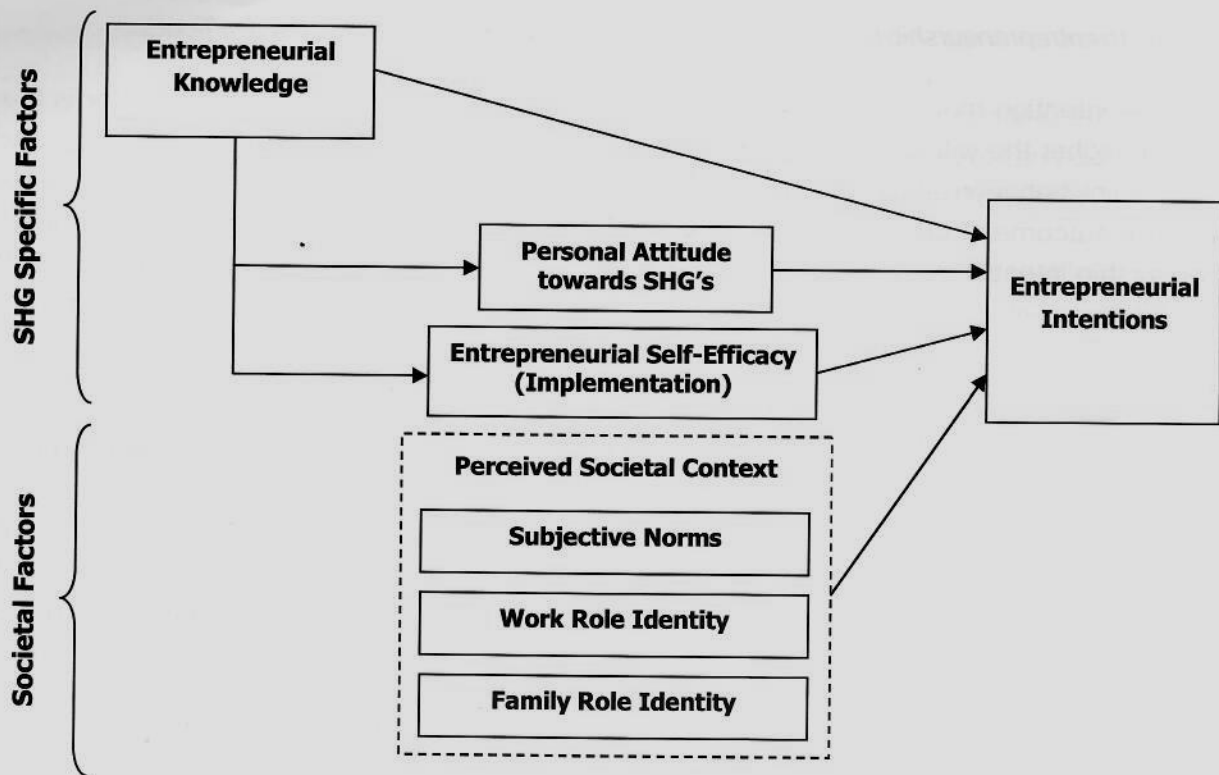 SHG Specific Factors
Entrepreneurial
Knowledge
Personal Attitude
towards SHG's
Entrepreneurial Self-Efficacy
(Implementation)
Entrepreneurial
Intentions
Societal Factors
Perceived Societal Context
Subjective Norms
Work Role Identity
Family Role Identity